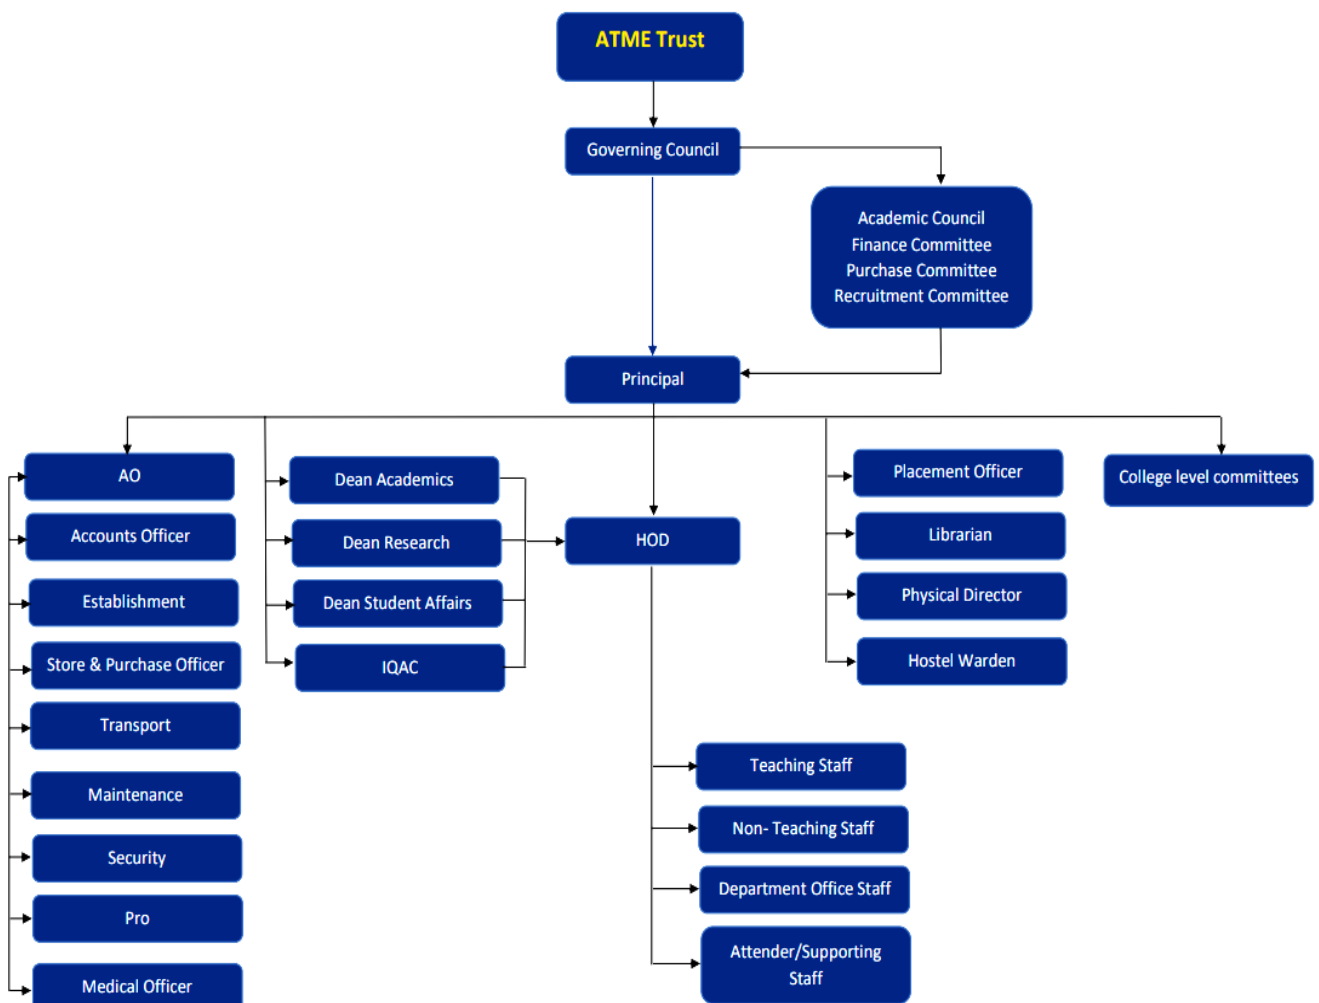 ATME Trust
Governing Council
Academic Council
Finance Committee
Purchase Committee
Recruitment Committee
Principal
AO
Accounts Officer
Establishment
Store & Purchase Officer
Transport
Maintenance
Security
Pro
Medical Officer
Dean Academics
Dean Research
Dean Student Affairs
IQAC
HOD
Teaching Staff
Non- Teaching Staff
Department Office Staff
Attender/Supporting
Staff
Placement Officer
Librarian
Physical Director
Hostel Warden
College level committees